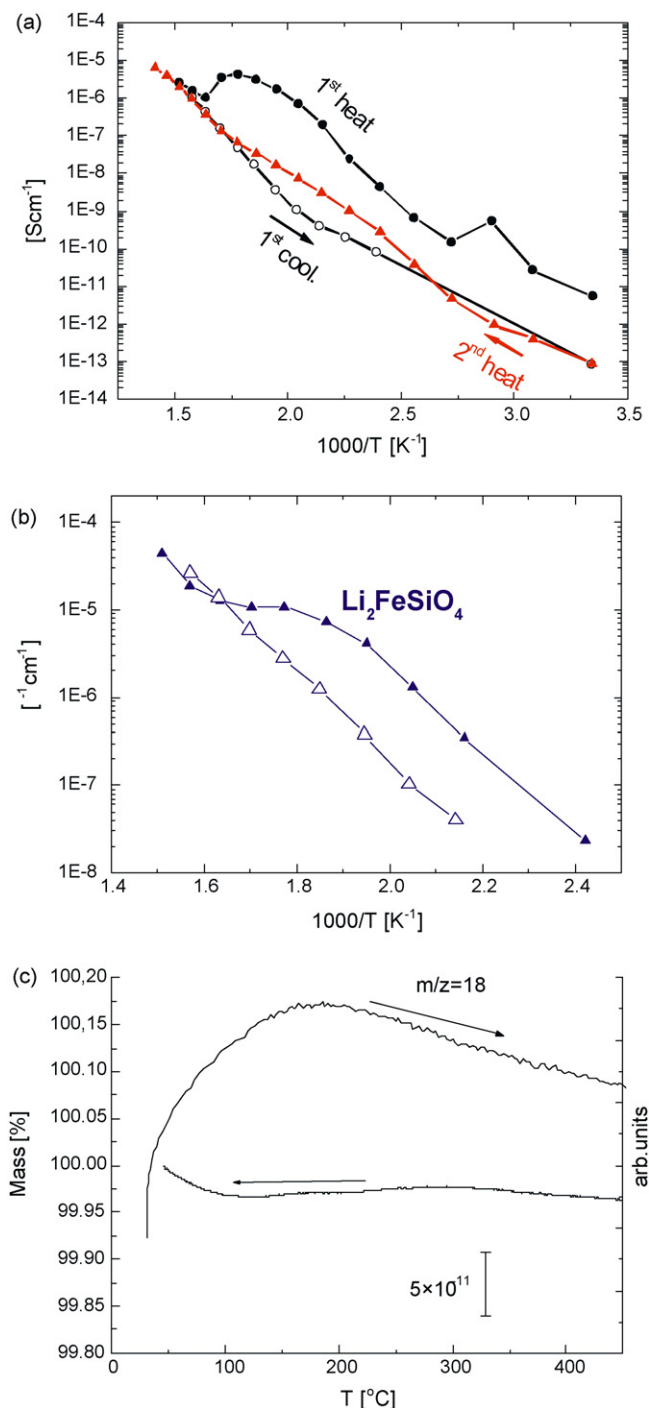 (a)
1E-4
1E-5
1E-6
1E-7
1E-8
1E-9
1E-10
1E-11
1E-12
1E-13
1E-14
[Scm-1]
1st heat
1st cool.
2nd heat
1.5 2.0 2.5 3.0 3.5
1000/T [K-1]
(b)
1E-4
1E-5
1E-6
1E-7
1E-8
[ -1cm-1]
Li2FeSiO4
1.4 1.6 1.8 2.0 2.2 2.4
1000/T [K-1]
(c)
100,20
100,15
100.10
100.05
100.00
99.95
99.90
99.85
99.80
Mass [%]
m/z=18
5×10-11
arb.units
0 100 200 300 400
T [oC]